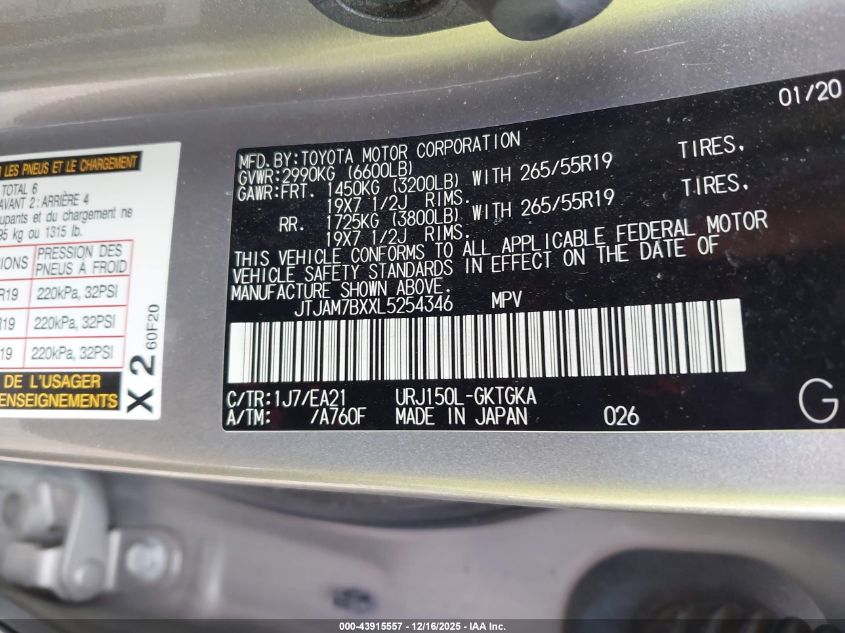 LES PNEUS ET LE CHARGEMENT
TOTAL 6
AVANT 2: ARRIÈRE 4
upants et du chargement ne
95 kg ou 1315 lb.
IONS PRESSION DES PNEUS À FROID
R19 220kPa, 32PSI
R19 220kPa, 32PSI
19 220kPa, 32PSI
DE L'USAGER
ENSEIGNEMENTS
X 2
60F20
01/20
MFD.BY:TOYOTA MOTOR CORPORATION
GVWR:2990KG (6600LB)
GAWR:FRT. 1450KG (3200LB) WITH 265/55R19 TIRES,
19X7 1/2J RIMS.
RR. 1725KG (3800LB) WITH 265/55R19 TIRES,
19X7 1/2J RIMS.
THIS VEHICLE CONFORMS TO ALL APPLICABLE FEDERAL MOTOR
VEHICLE SAFETY STANDARDS IN EFFECT ON THE DATE OF
MANUFACTURE SHOWN ABOVE.
JTJAM7BXXL5254346 MPV
C/TR:1J7/EA21 URJ150L-GKTGKA
A/TM: /A760F MADE IN JAPAN 026
G
000-43915557 - 12/16/2025 - IAA Inc.